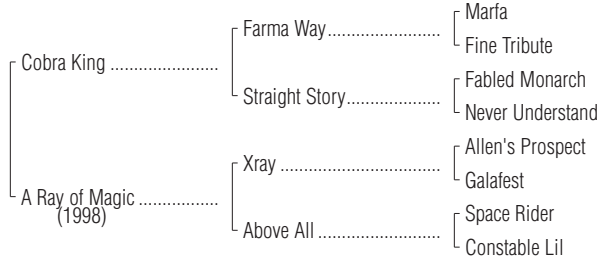 Marfa
Farma Way
Fine Tribute
Cobra King
Fabled Monarch
Straight Story
Never Understand
Allen's Prospect
Xray
Galafest
A Ray of Magic
(1998)
Space Rider
Above All
Constable Lil